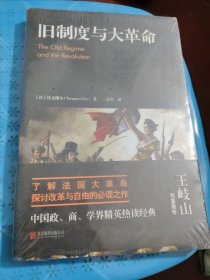 旧制度与大革命
The Old Regime
and the Revolution
了解法国大革命
探讨改革与自由的必读之作
中国政、商、学界精英热读经典
王岐山